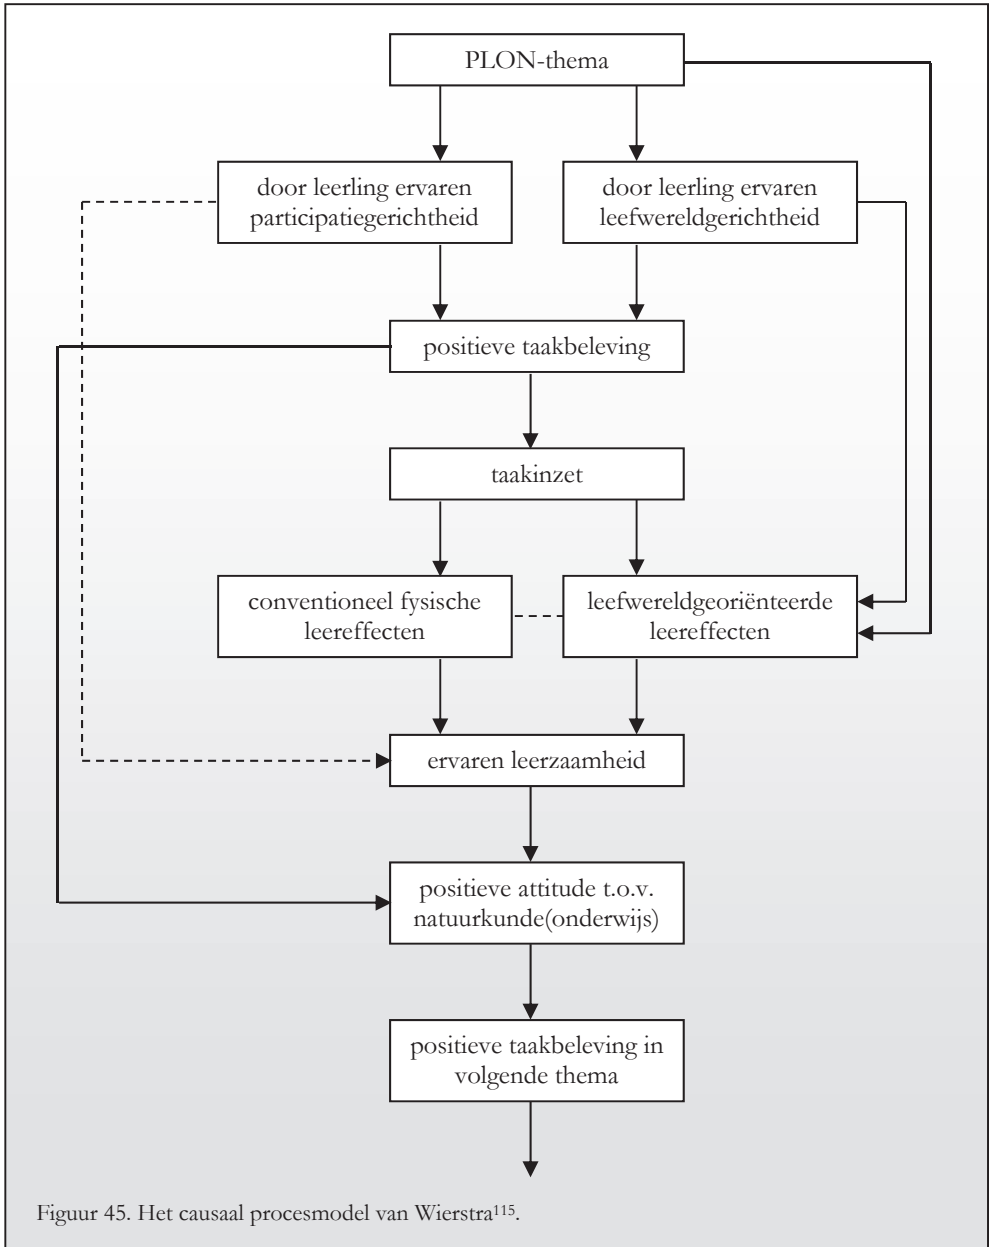 PLON-thema
door leerling ervaren
participatiegerichtheid
door leerling ervaren
leefwereldgerichtheid
positieve taakbeleving
taakinzet
conventioneel fysische
leereffecten
leefwereldgeoriënteerde
leereffecten
ervaren leerzaamheid
positieve attitude t.o.v.
natuurkunde(onderwijs)
positieve taakbeleving in
volgende thema
Figuur 45. Het causaal procesmodel van Wierstra¹¹⁵.